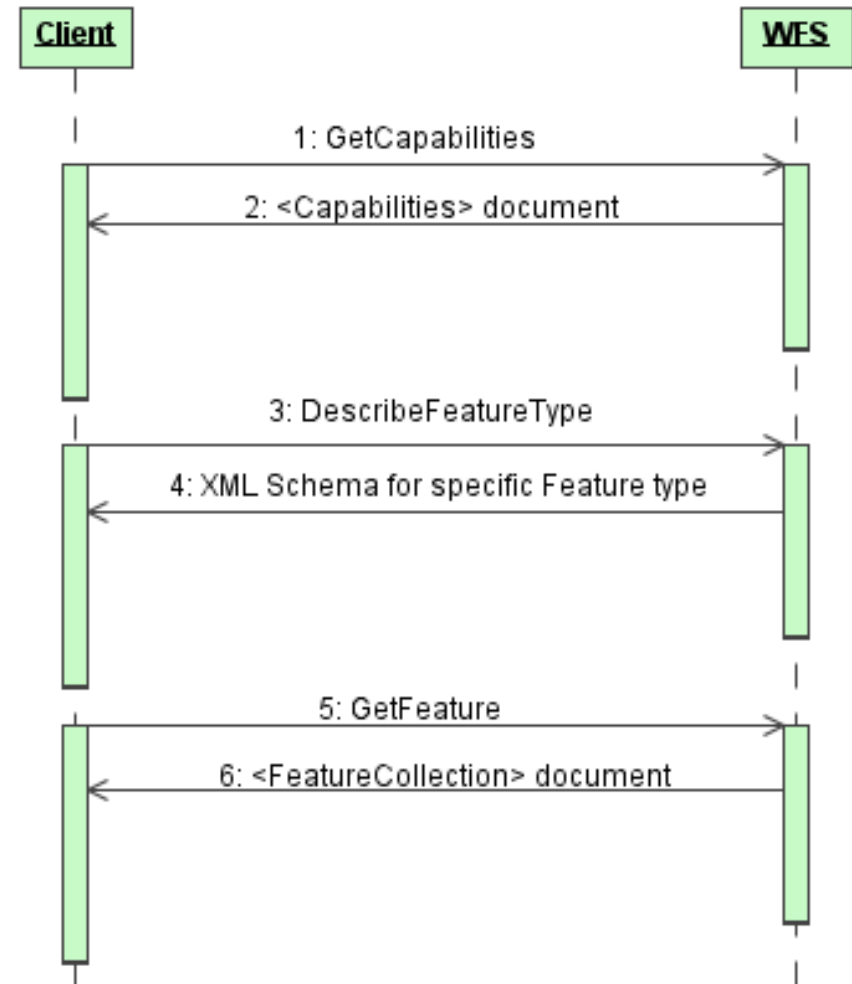 Client
WFS
1: GetCapabilities
2: <Capabilities> document
3: DescribeFeatureType
4: XML Schema for specific Feature type
5: GetFeature
6: <FeatureCollection> document